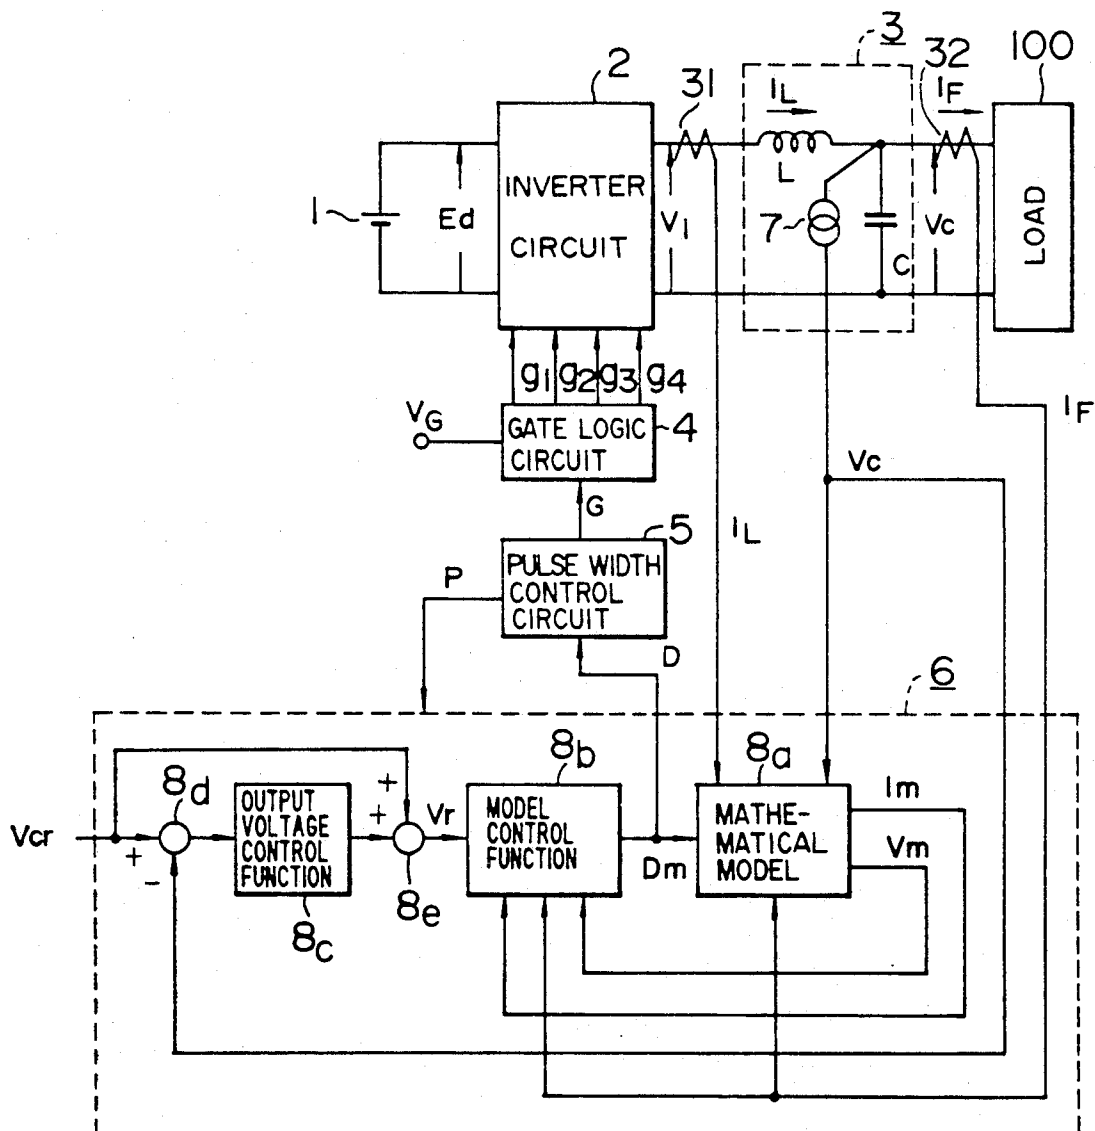 3
2
31
32
100
IL
IF
INVERTER
CIRCUIT
1
Ed
V1
L
7
C
Vc
LOAD
g1 g2 g3 g4
VG
GATE LOGIC
CIRCUIT
4
IF
Vc
G
IL
5
PULSE WIDTH
CONTROL
CIRCUIT
P
D
6
8d
8b
8a
Vcr
+
-
OUTPUT
VOLTAGE
CONTROL
FUNCTION
8c
+
+
8e
Vr
MODEL
CONTROL
FUNCTION
Dm
MATHE-
MATICAL
MODEL
Im
Vm